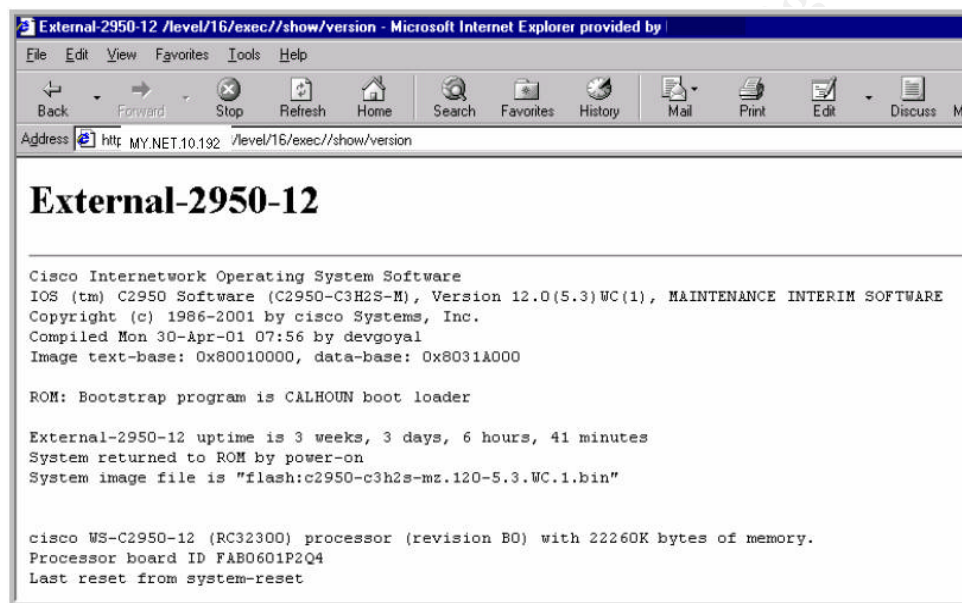 External-2950-12 /level/16/exec//show/version - Microsoft Internet Explorer provided by
File Edit View Favorites Tools Help
Back Forward Stop Refresh Home Search Favorites History Mail Print Edit Discuss M
Address MY.NET.10.192 /level/16/exec//show/version
External-2950-12
Cisco Internetwork Operating System Software
IOS (tm) C2950 Software (C2950-C3H2S-M), Version 12.0(5.3)WC(1), MAINTENANCE INTERIM SOFTWARE
Copyright (c) 1986-2001 by cisco Systems, Inc.
Compiled Mon 30-Apr-01 07:56 by devgoyal
Image text-base: 0x80010000, data-base: 0x8031A000
ROM: Bootstrap program is CALHOUN boot loader
External-2950-12 uptime is 3 weeks, 3 days, 6 hours, 41 minutes
System returned to ROM by power-on
System image file is "flash:c2950-c3h2s-mz.120-5.3.WC.1.bin"
cisco WS-C2950-12 (RC32300) processor (revision B0) with 22260K bytes of memory.
Processor board ID FAB0601P2Q4
Last reset from system-reset